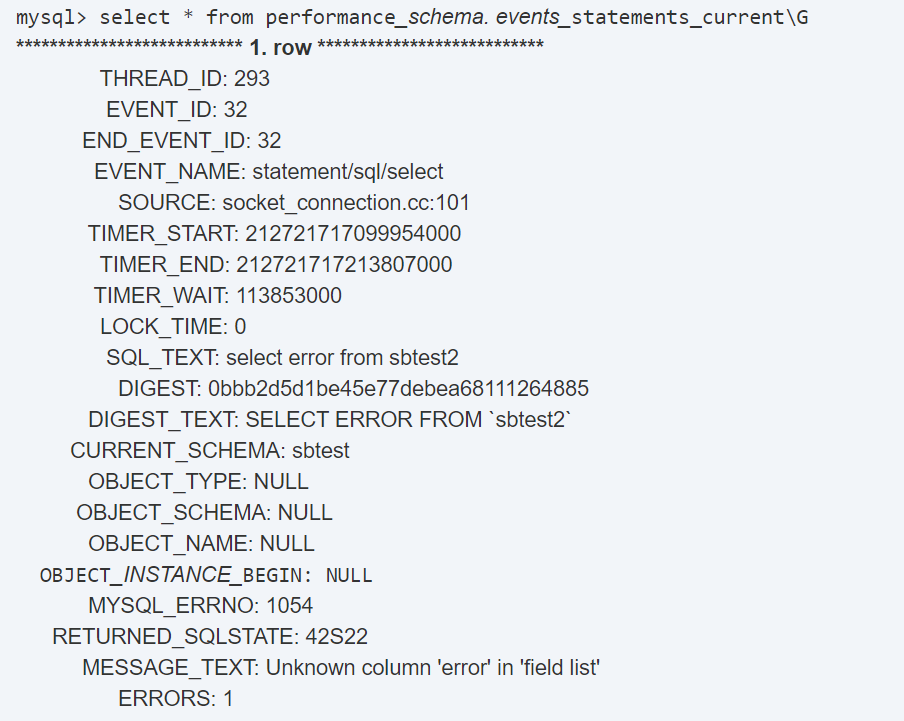 mysql> select * from performance_schema. events_statements_current\G
*************************** 1. row ***************************
THREAD_ID: 293
EVENT_ID: 32
END_EVENT_ID: 32
EVENT_NAME: statement/sql/select
SOURCE: socket_connection.cc:101
TIMER_START: 212721717099954000
TIMER_END: 212721717213807000
TIMER_WAIT: 113853000
LOCK_TIME: 0
SQL_TEXT: select error from sbtest2
DIGEST: 0bbb2d5d1be45e77debea68111264885
DIGEST_TEXT: SELECT ERROR FROM `sbtest2`
CURRENT_SCHEMA: sbtest
OBJECT_TYPE: NULL
OBJECT_SCHEMA: NULL
OBJECT_NAME: NULL
OBJECT_INSTANCE_BEGIN: NULL
MYSQL_ERRNO: 1054
RETURNED_SQLSTATE: 42S22
MESSAGE_TEXT: Unknown column 'error' in 'field list'
ERRORS: 1